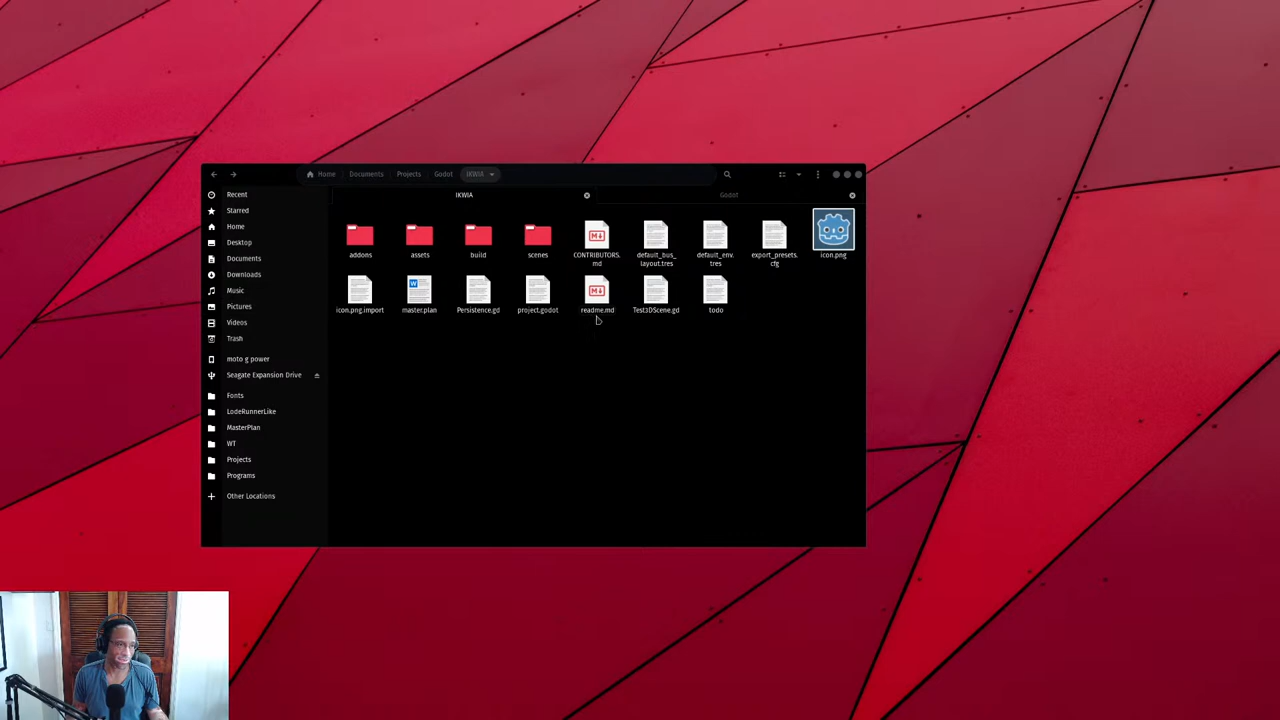 Home Documents Projects Godot IKWIA
IKWIA Godot
Recent
Starred
Home
Desktop
Documents
Downloads
Music
Pictures
Videos
Trash
moto g power
Seagate Expansion Drive
Fonts
LodeRunnerLike
MasterPlan
WT
Projects
Programs
Other Locations
addons assets build scenes CONTRIBUTORS. default_bus_ default_env. export_presets. icon.png
md layout.tres tres cfg
icon.png.import master.plan Persistence.gd project.godot readme.md Test3DScene.gd todo